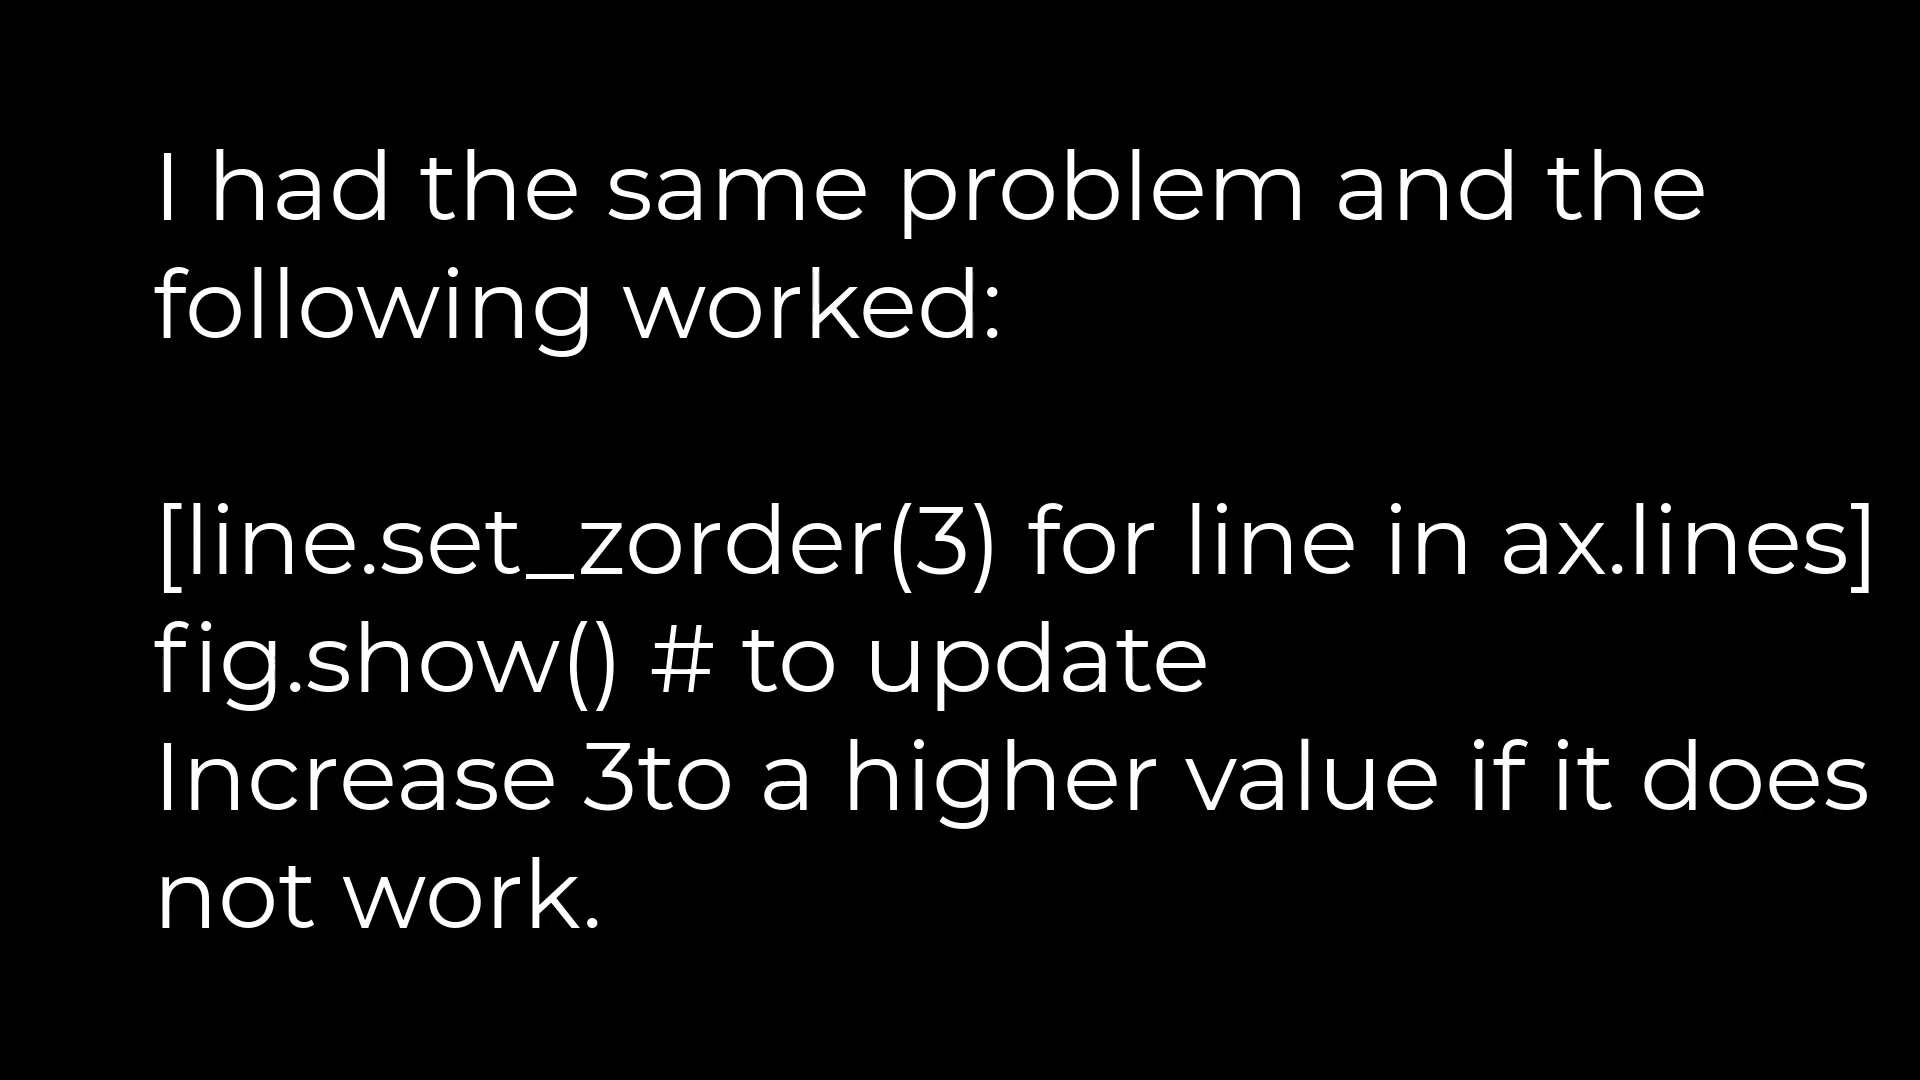 I had the same problem and the
following worked:
[line.set_zorder(3) for line in ax.lines]
fig.show() # to update
Increase 3to a higher value if it does
not work.